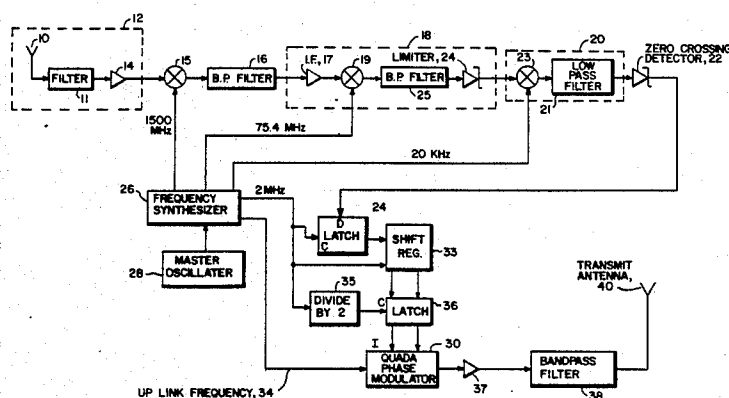 12
18
10
FILTER
11
14
15
16
B.P. FILTER
I.F., 17
19
LIMITER, 24
B.P. FILTER
25
20
23
LOW
PASS
FILTER
21
ZERO CROSSING
DETECTOR, 22
1500
MHz
75.4 MHz
20 KHz
26
FREQUENCY
SYNTHESIZER
2 MHz
24
D
LATCH
C
SHIFT
REG.
33
28
MASTER
OSCILLATER
35
DIVIDE
BY 2
C
LATCH
36
TRANSMIT
ANTENNA,
40
I
30
QUADA
PHASE
MODULATOR
37
BANDPASS
FILTER
38
UP LINK FREQUENCY, 34